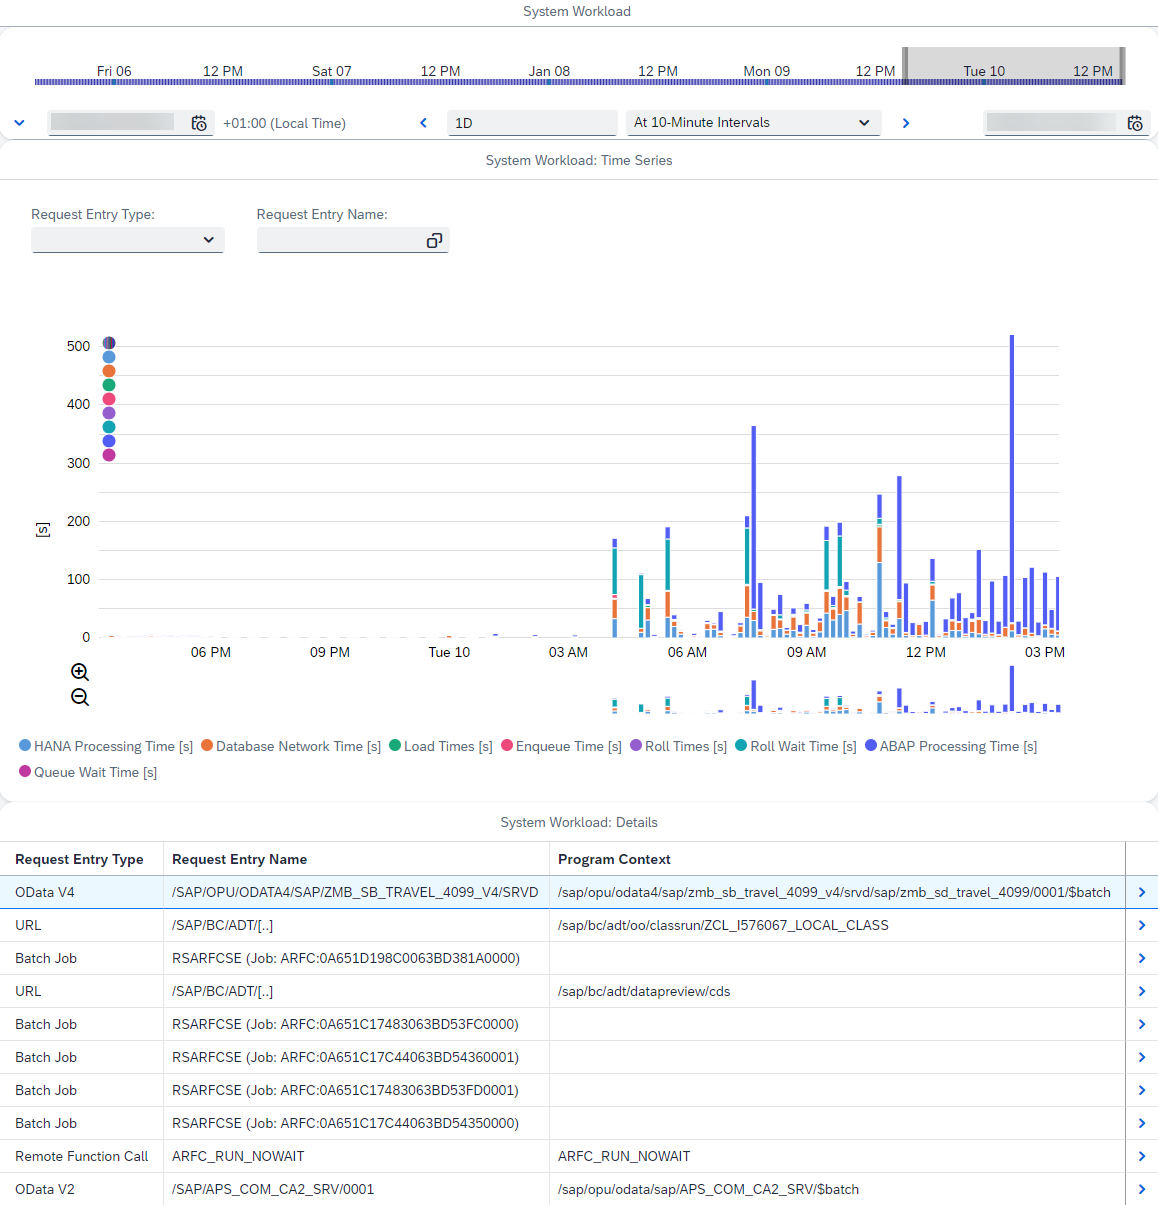 System Workload
Fri 06 12 PM Sat 07 12 PM Jan 08 12 PM Mon 09 12 PM Tue 10 12 PM
+01:00 (Local Time) 1D At 10-Minute Intervals
System Workload: Time Series
Request Entry Type: Request Entry Name:
500
400
300
200
[s]
100
0
06 PM 09 PM Tue 10 03 AM 06 AM 09 AM 12 PM 03 PM
HANA Processing Time [s] Database Network Time [s] Load Times [s] Enqueue Time [s] Roll Times [s] Roll Wait Time [s] ABAP Processing Time [s]
Queue Wait Time [s]
System Workload: Details
Request Entry Type Request Entry Name Program Context
OData V4 /SAP/OPU/ODATA4/SAP/ZMB_SB_TRAVEL_4099_V4/SRVD /sap/opu/odata4/sap/zmb_sb_travel_4099_v4/srvd/sap/zmb_sd_travel_4099/0001/$batch
URL /SAP/BC/ADT/[..] /sap/bc/adt/oo/classrun/ZCL_I576067_LOCAL_CLASS
Batch Job RSARFCSE (Job: ARFC:0A651D198C0063BD381A0000)
URL /SAP/BC/ADT/[..] /sap/bc/adt/datapreview/cds
Batch Job RSARFCSE (Job: ARFC:0A651C17483063BD53FC0000)
Batch Job RSARFCSE (Job: ARFC:0A651C17C44063BD54360001)
Batch Job RSARFCSE (Job: ARFC:0A651C17483063BD53FD0001)
Batch Job RSARFCSE (Job: ARFC:0A651C17C44063BD54350000)
Remote Function Call ARFC_RUN_NOWAIT ARFC_RUN_NOWAIT
OData V2 /SAP/APS_COM_CA2_SRV/0001 /sap/opu/odata/sap/APS_COM_CA2_SRV/$batch